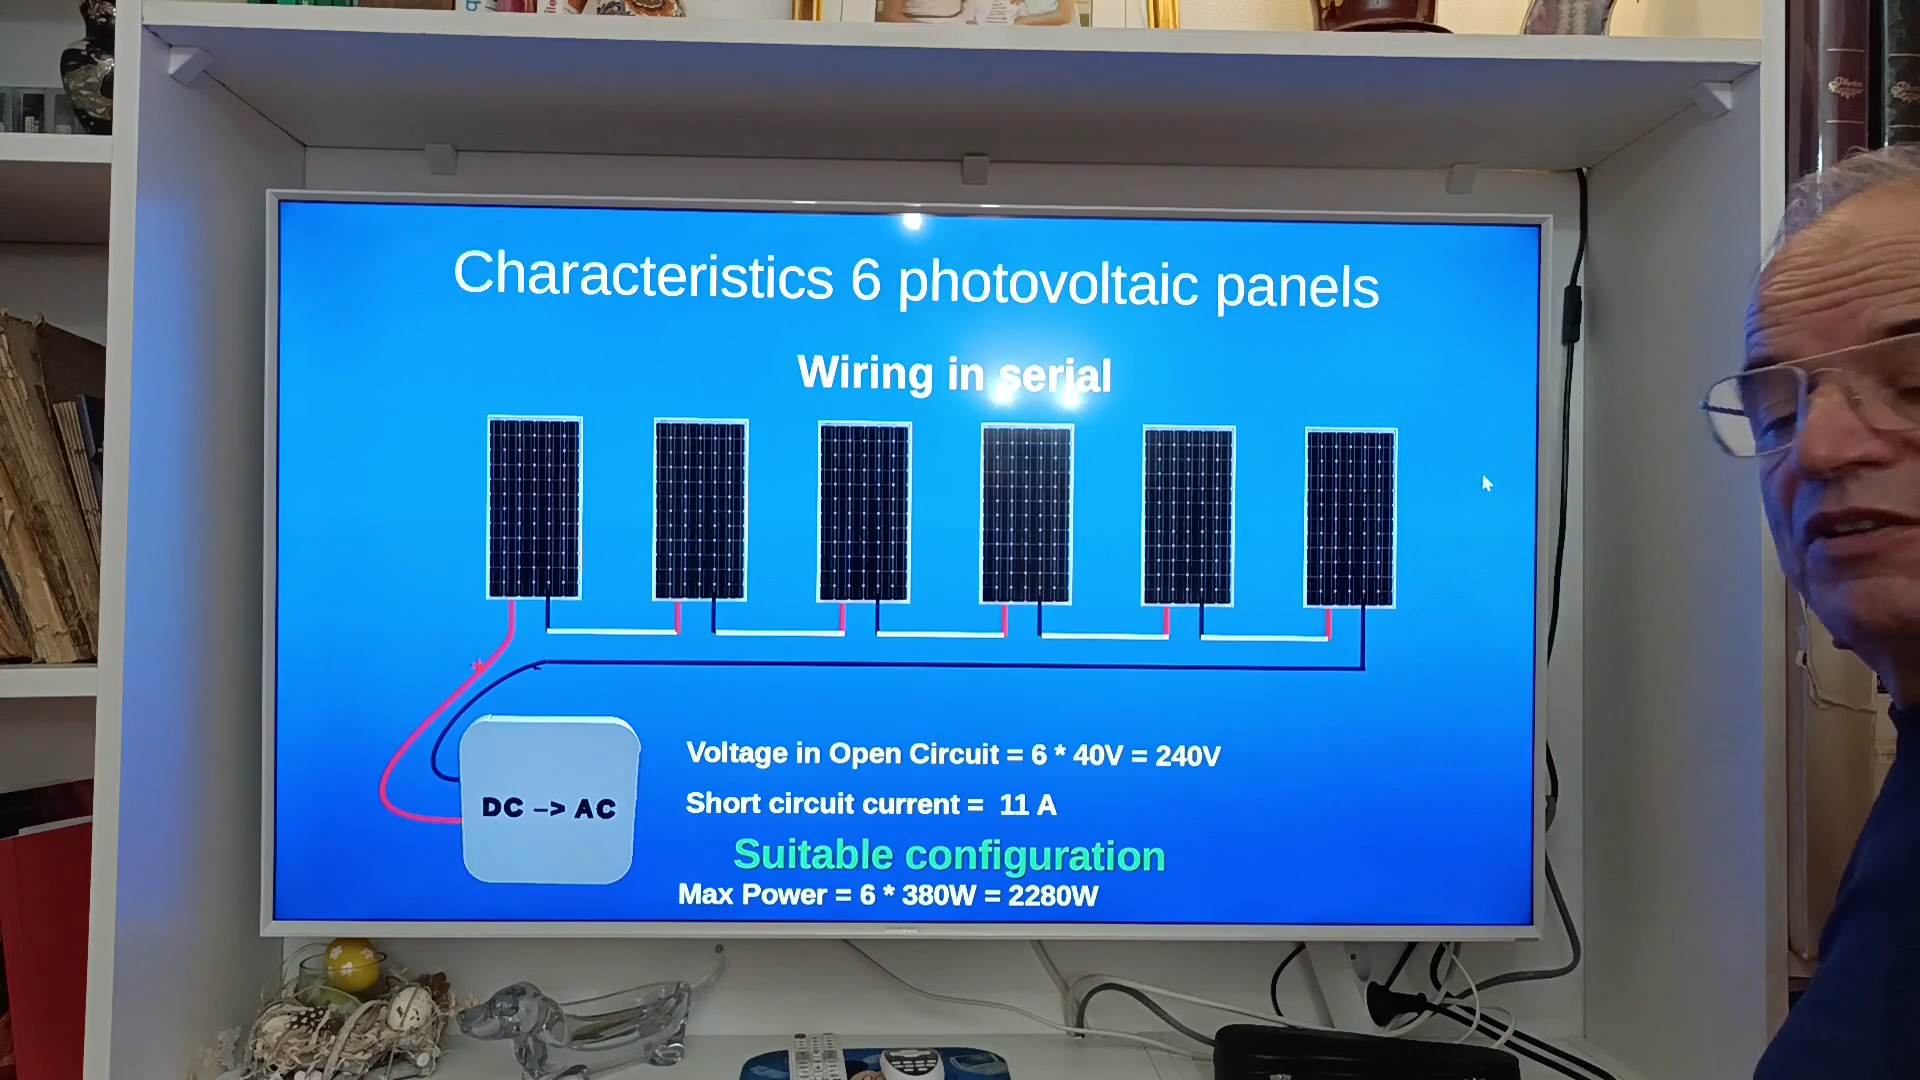 Characteristics 6 photovoltaic panels
Wiring in serial
DC –> AC
Voltage in Open Circuit = 6 * 40V = 240V
Short circuit current = 11 A
Suitable configuration
Max Power = 6 * 380W = 2280W